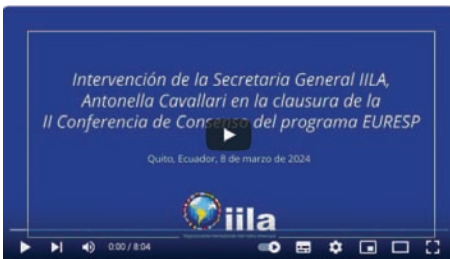 Intervención de la Secretaria General IILA,
Antonella Cavallari en la clausura de la
II Conferencia de Consenso del programa EURESP
Quito, Ecuador, 8 de marzo de 2024
iila
0:00 / 8:04